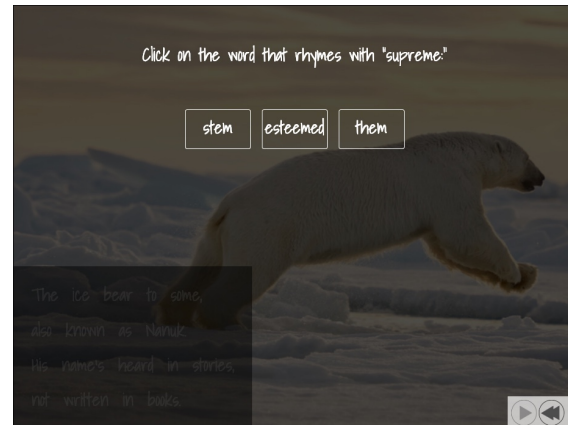 Click on the word that rhymes with "supreme:"
stem esteemed them
The ice bear to some,
also known as Nanuk.
His name's heard in stories,
not written in books.